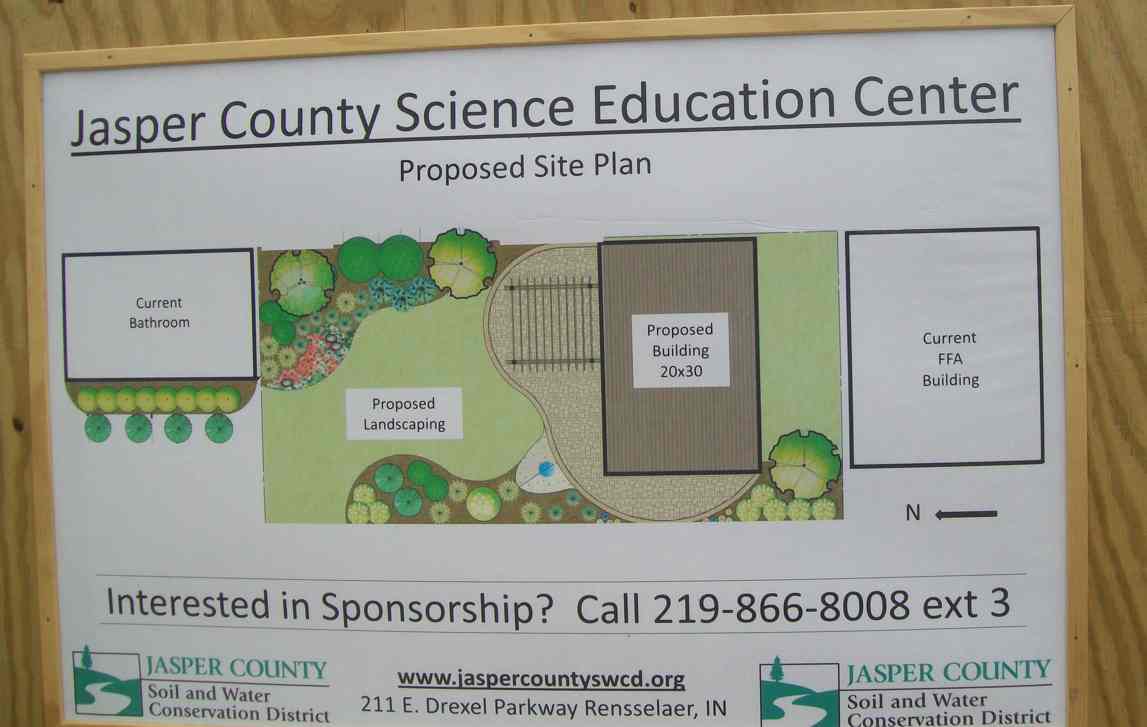 Jasper County Science Education Center
Proposed Site Plan
Current
Bathroom
Proposed
Landscaping
Proposed
Building
20x30
Current
FFA
Building
N
Interested in Sponsorship? Call 219-866-8008 ext 3
JASPER COUNTY
Soil and Water
Conservation District
www.jaspercountyswcd.org
211 E. Drexel Parkway Rensselaer, IN
JASPER COUNTY
Soil and Water
Conservation District